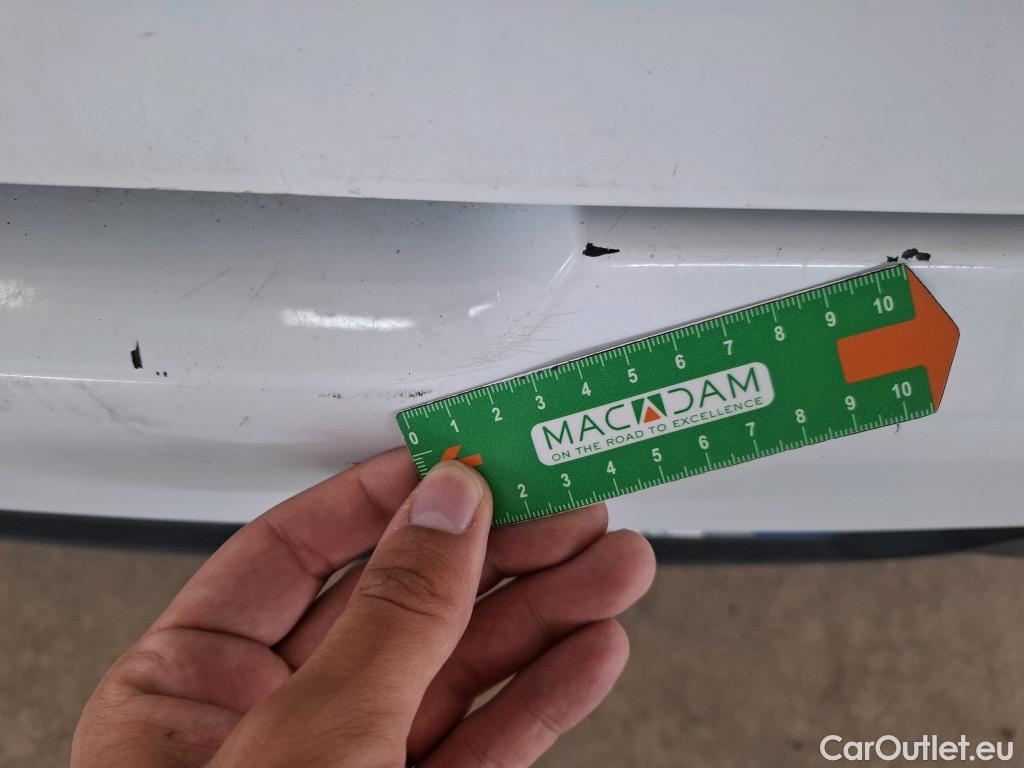 0 1 2 3 4 5 6 7 8 9 10
MACADAM
ON THE ROAD TO EXCELLENCE
2 3 4 5 6 7 8 9 10
CarOutlet.eu